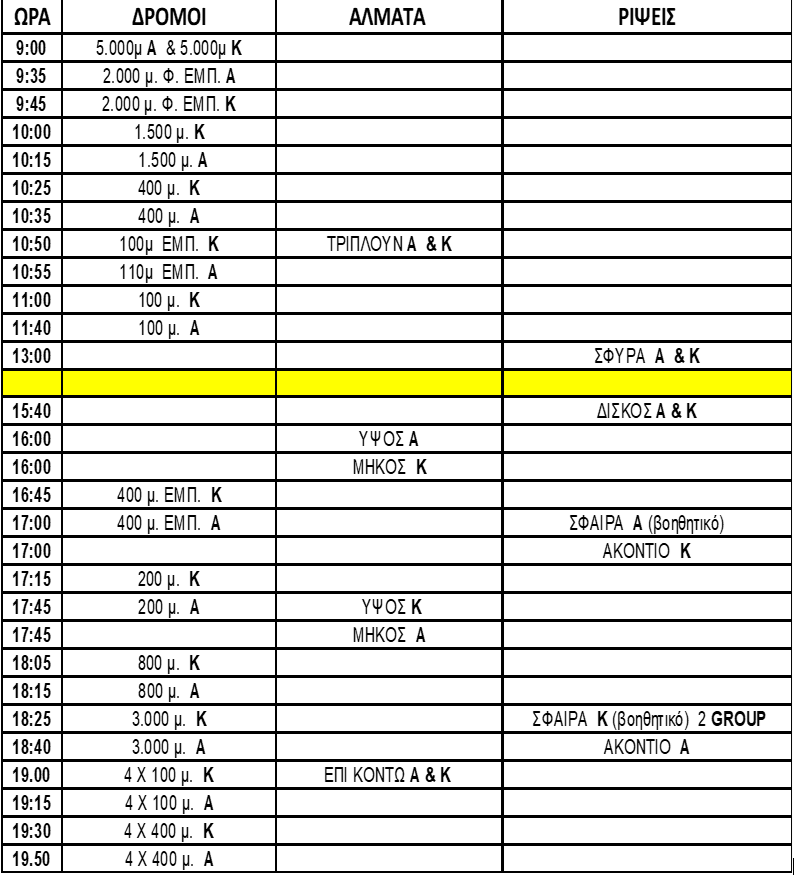 ΩΡΑ ΔΡΟΜΟΙ ΑΛΜΑΤΑ ΡΙΨΕΙΣ
9:00 5.000μ Α & 5.000μ Κ
9:35 2.000 μ. Φ. ΕΜΠ. Α
9:45 2.000 μ. Φ. ΕΜΠ. Κ
10:00 1.500 μ. Κ
10:15 1.500 μ. Α
10:25 400 μ. Κ
10:35 400 μ. Α
10:50 100μ ΕΜΠ. Κ ΤΡΙΠΛΟΥΝ Α & Κ
10:55 110μ ΕΜΠ. Α
11:00 100 μ. Κ
11:40 100 μ. Α
13:00 ΣΦΥΡΑ Α & Κ
15:40 ΔΙΣΚΟΣ Α & Κ
16:00 ΥΨΟΣ Α
16:00 ΜΗΚΟΣ Κ
16:45 400 μ. ΕΜΠ. Κ
17:00 400 μ. ΕΜΠ. Α ΣΦΑΙΡΑ Α (βοηθητικό)
17:00 ΑΚΟΝΤΙΟ Κ
17:15 200 μ. Κ
17:45 200 μ. Α ΥΨΟΣ Κ
17:45 ΜΗΚΟΣ Α
18:05 800 μ. Κ
18:15 800 μ. Α
18:25 3.000 μ. Κ ΣΦΑΙΡΑ Κ (βοηθητικό) 2 GROUP
18:40 3.000 μ. Α ΑΚΟΝΤΙΟ Α
19.00 4 Χ 100 μ. Κ ΕΠΙ ΚΟΝΤΩ Α & Κ
19:15 4 Χ 100 μ. Α
19:30 4 Χ 400 μ. Κ
19.50 4 Χ 400 μ. Α